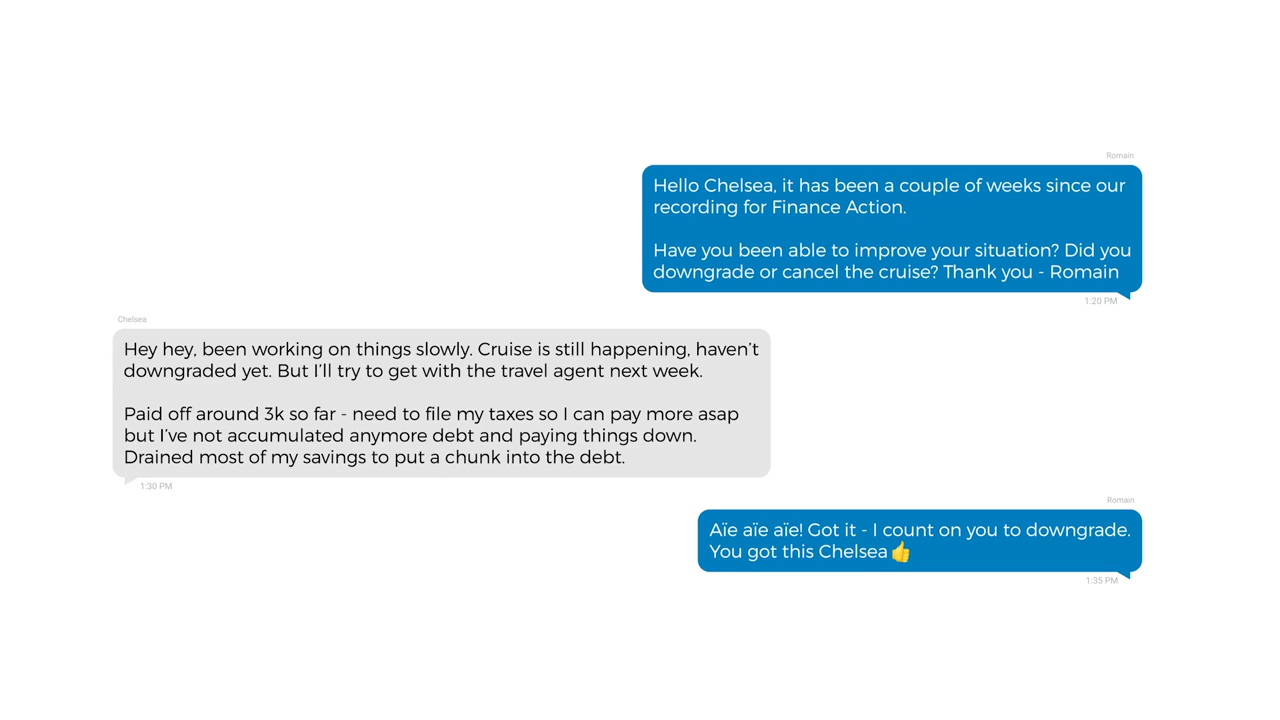 Romain
Hello Chelsea, it has been a couple of weeks since our
recording for Finance Action.
Have you been able to improve your situation? Did you
downgrade or cancel the cruise? Thank you - Romain
1:20 PM
Chelsea
Hey hey, been working on things slowly. Cruise is still happening, haven’t
downgraded yet. But I’ll try to get with the travel agent next week.
Paid off around 3k so far - need to file my taxes so I can pay more asap
but I’ve not accumulated anymore debt and paying things down.
Drained most of my savings to put a chunk into the debt.
1:30 PM
Romain
Aïe aïe aïe! Got it - I count on you to downgrade.
You got this Chelsea👍
1:35 PM